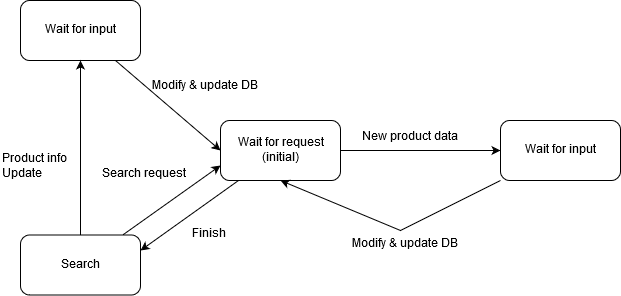 Wait for input
Modify & update DB
Wait for request
(initial)
New product data
Wait for input
Product info
Update
Search request
Finish
Modify & update DB
Search